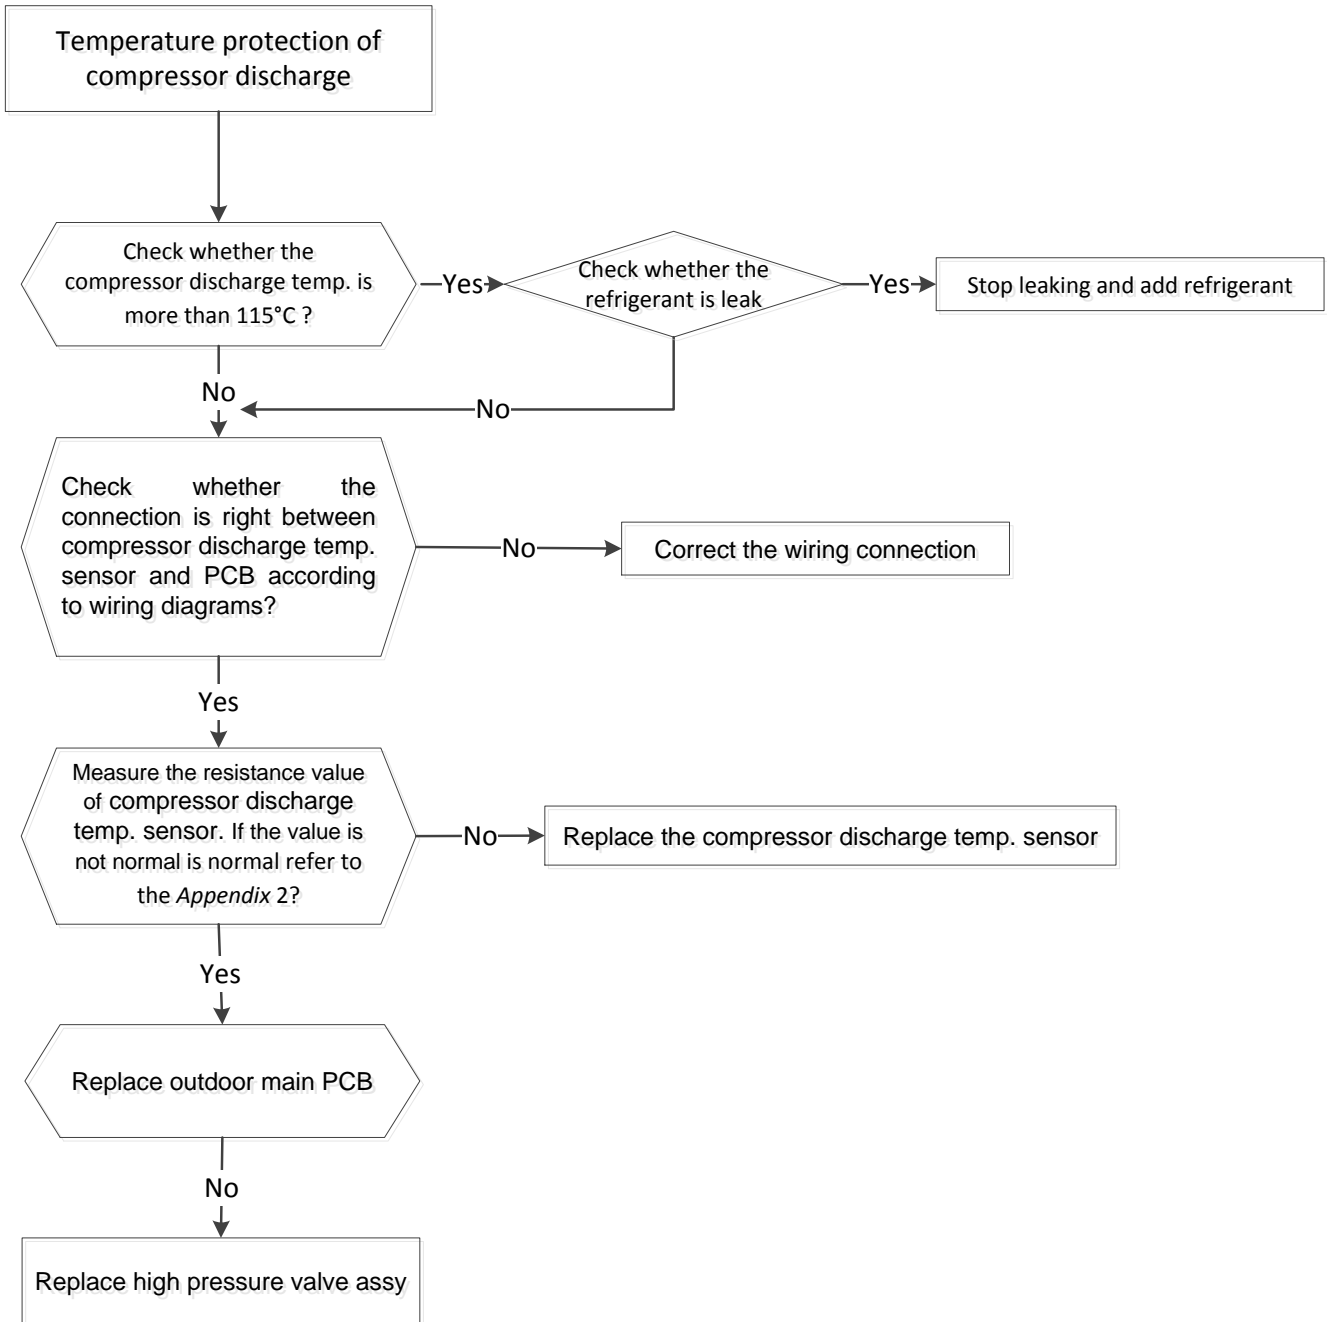 Temperature protection of
compressor discharge
Check whether the
compressor discharge temp. is
more than 115°C ?
Yes
Check whether the
refrigerant is leak
Yes
Stop leaking and add refrigerant
No
No
Check whether the
connection is right between
compressor discharge temp.
sensor and PCB according
to wiring diagrams?
No
Correct the wiring connection
Yes
Measure the resistance value
of compressor discharge
temp. sensor. If the value is
not normal is normal refer to
the Appendix 2?
No
Replace the compressor discharge temp. sensor
Yes
Replace outdoor main PCB
No
Replace high pressure valve assy